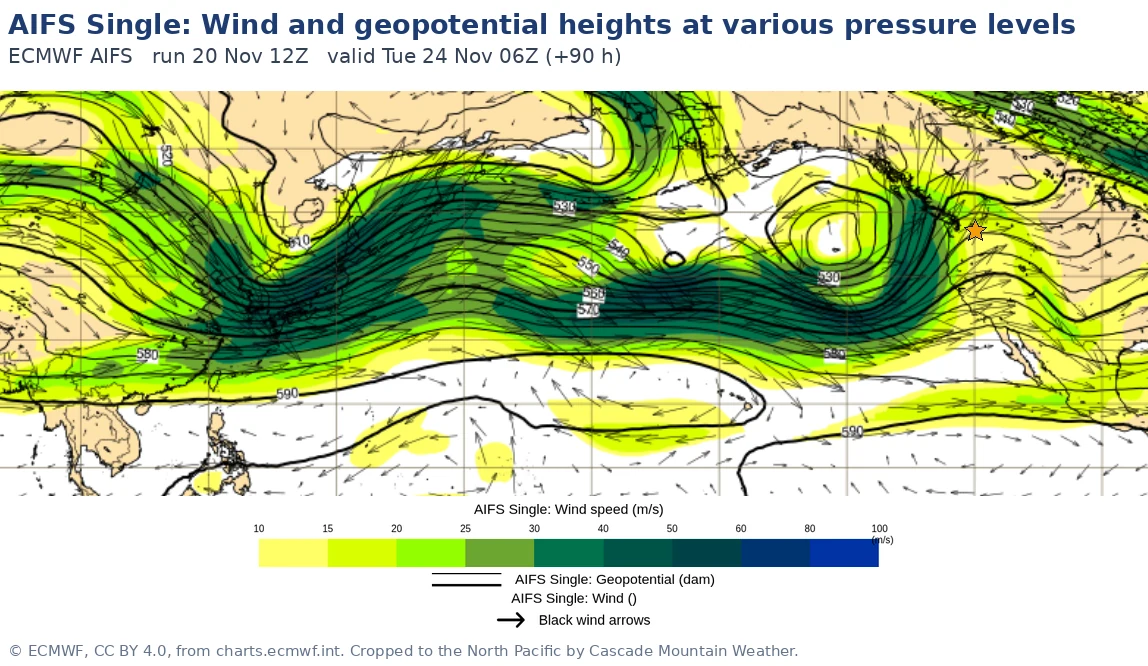 AIFS Single: Wind and geopotential heights at various pressure levels
ECMWF AIFS run 20 Nov 12Z valid Tue 24 Nov 06Z (+90 h)
520
530
540
520
510
530
540
550
560
570
530
580
580
590
590
AIFS Single: Wind speed (m/s)
10 15 20 25 30 40 50 60 80 100
(m/s)
AIFS Single: Geopotential (dam)
AIFS Single: Wind ()
Black wind arrows
© ECMWF, CC BY 4.0, from charts.ecmwf.int. Cropped to the North Pacific by Cascade Mountain Weather.